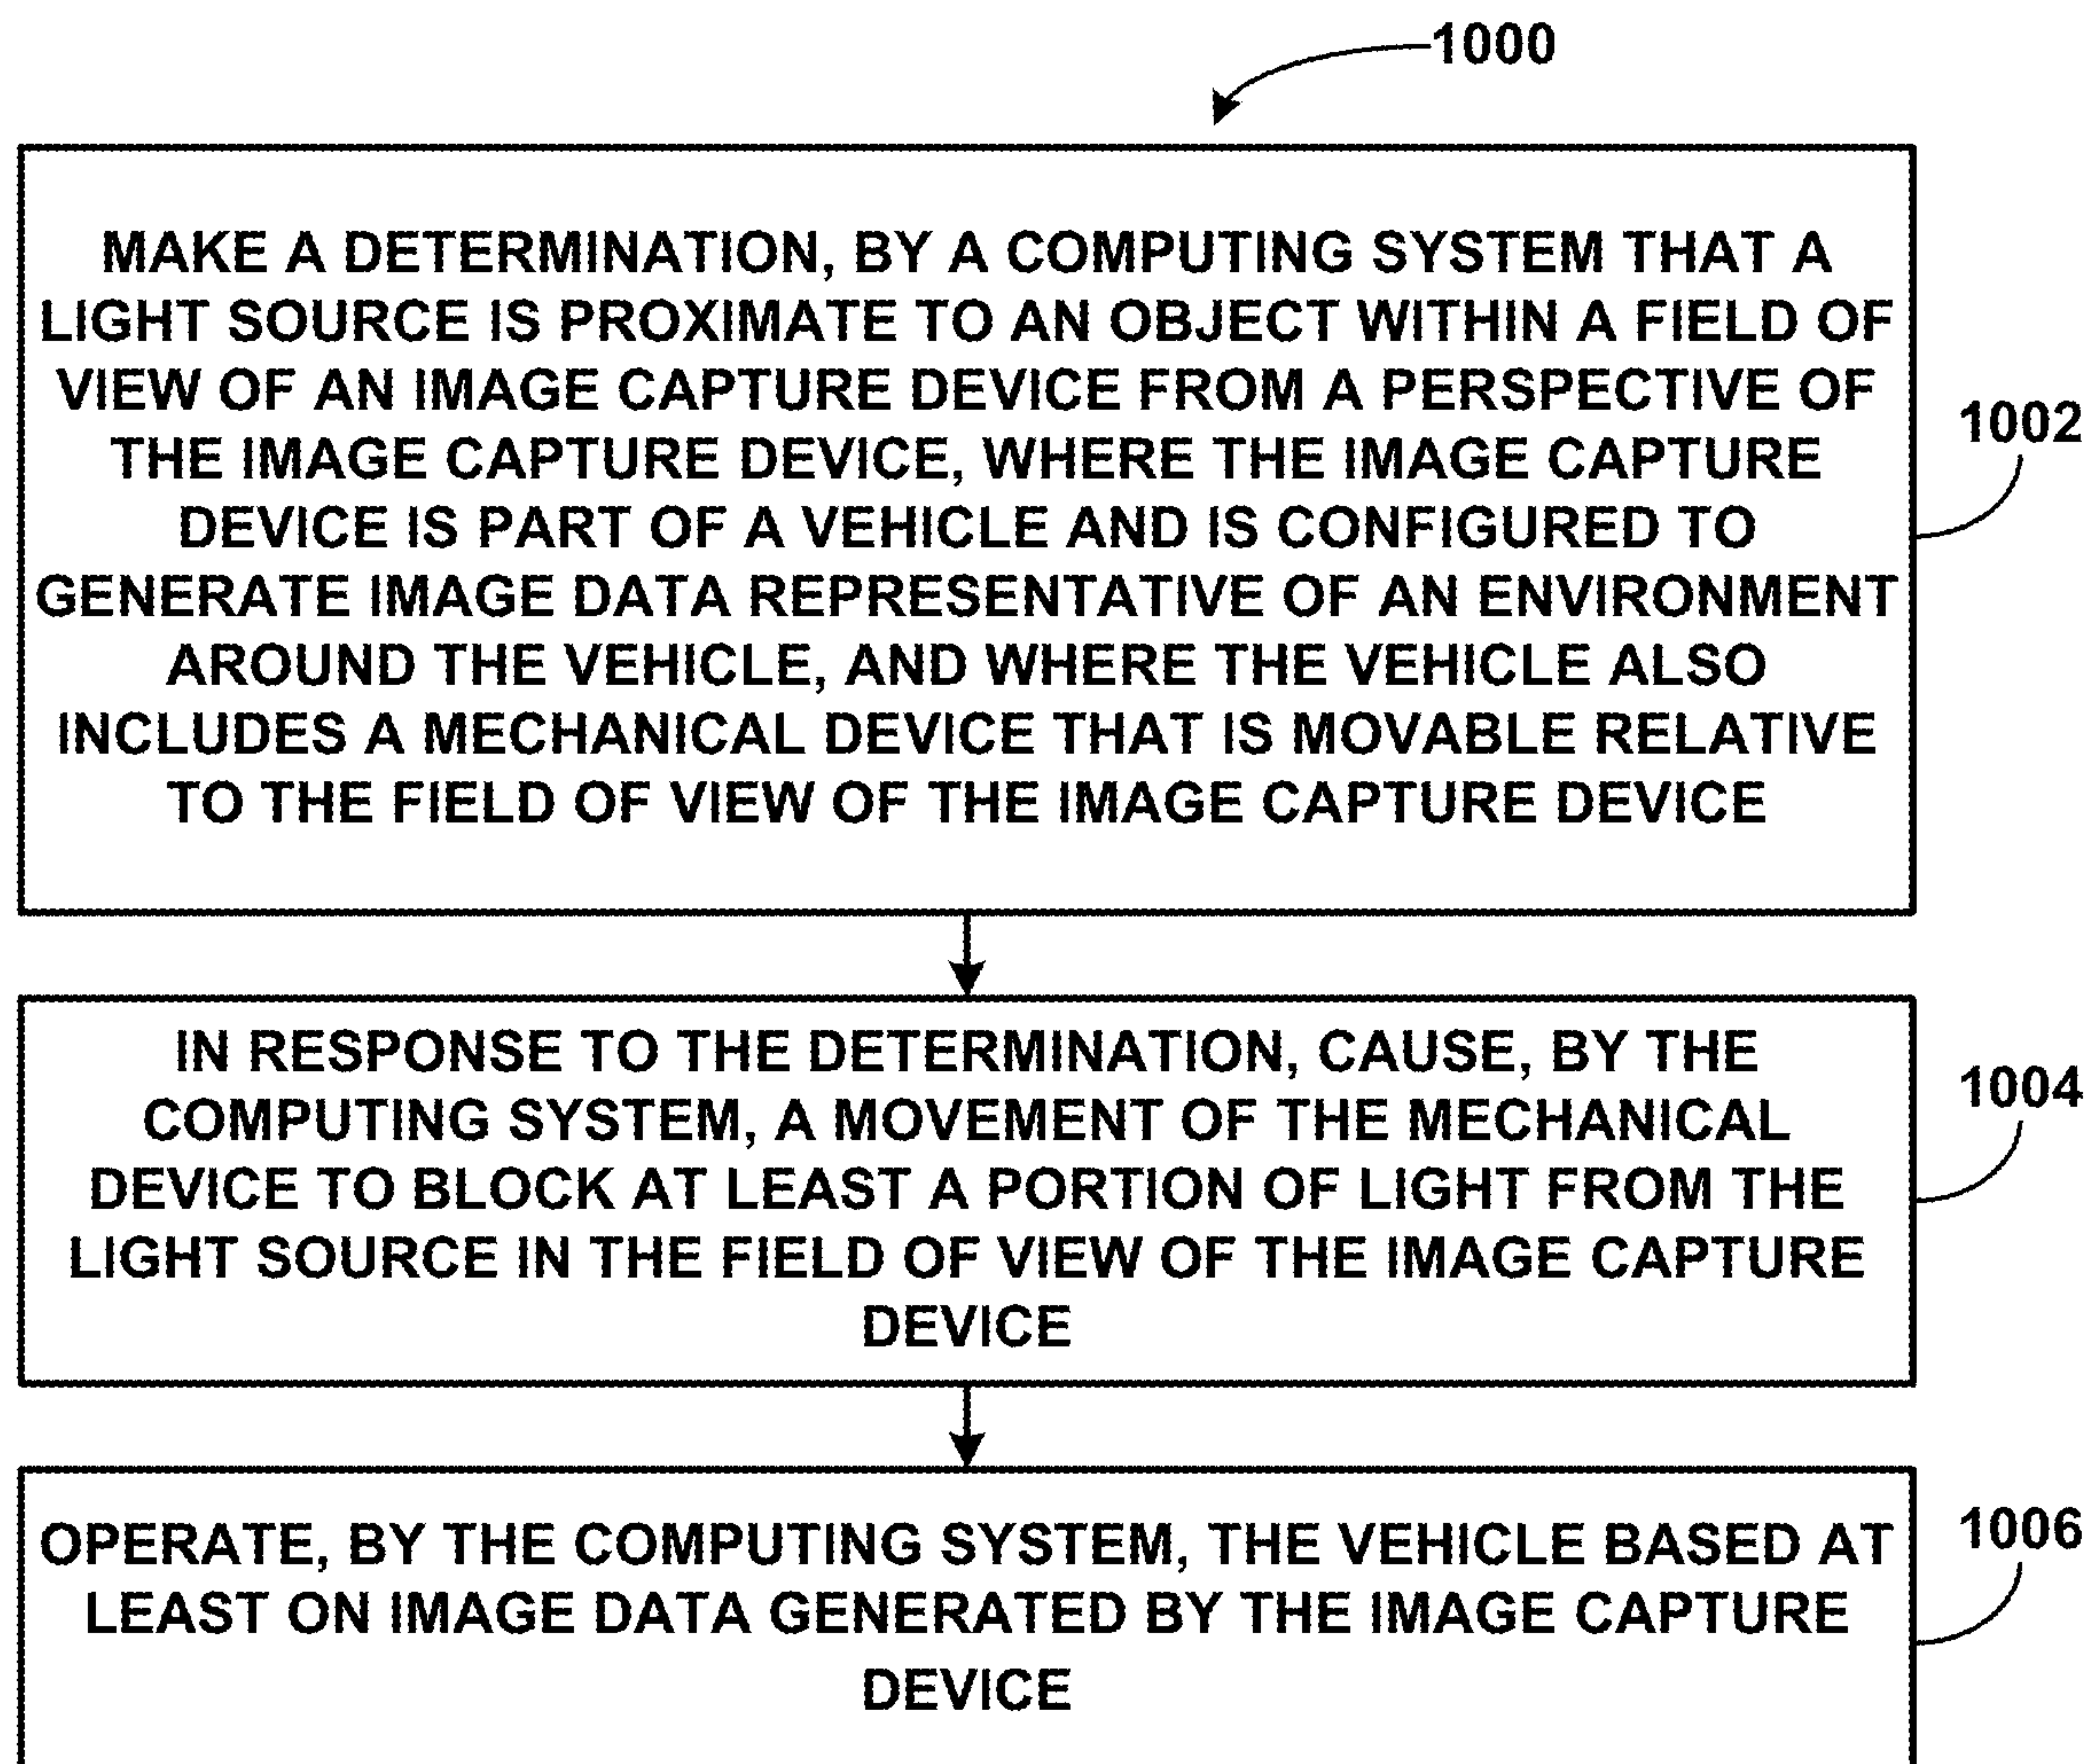 1000
MAKE A DETERMINATION, BY A COMPUTING SYSTEM THAT A
LIGHT SOURCE IS PROXIMATE TO AN OBJECT WITHIN A FIELD OF
VIEW OF AN IMAGE CAPTURE DEVICE FROM A PERSPECTIVE OF
THE IMAGE CAPTURE DEVICE, WHERE THE IMAGE CAPTURE
DEVICE IS PART OF A VEHICLE AND IS CONFIGURED TO
GENERATE IMAGE DATA REPRESENTATIVE OF AN ENVIRONMENT
AROUND THE VEHICLE, AND WHERE THE VEHICLE ALSO
INCLUDES A MECHANICAL DEVICE THAT IS MOVABLE RELATIVE
TO THE FIELD OF VIEW OF THE IMAGE CAPTURE DEVICE
1002
IN RESPONSE TO THE DETERMINATION, CAUSE, BY THE
COMPUTING SYSTEM, A MOVEMENT OF THE MECHANICAL
DEVICE TO BLOCK AT LEAST A PORTION OF LIGHT FROM THE
LIGHT SOURCE IN THE FIELD OF VIEW OF THE IMAGE CAPTURE
DEVICE
1004
OPERATE, BY THE COMPUTING SYSTEM, THE VEHICLE BASED AT
LEAST ON IMAGE DATA GENERATED BY THE IMAGE CAPTURE
DEVICE
1006